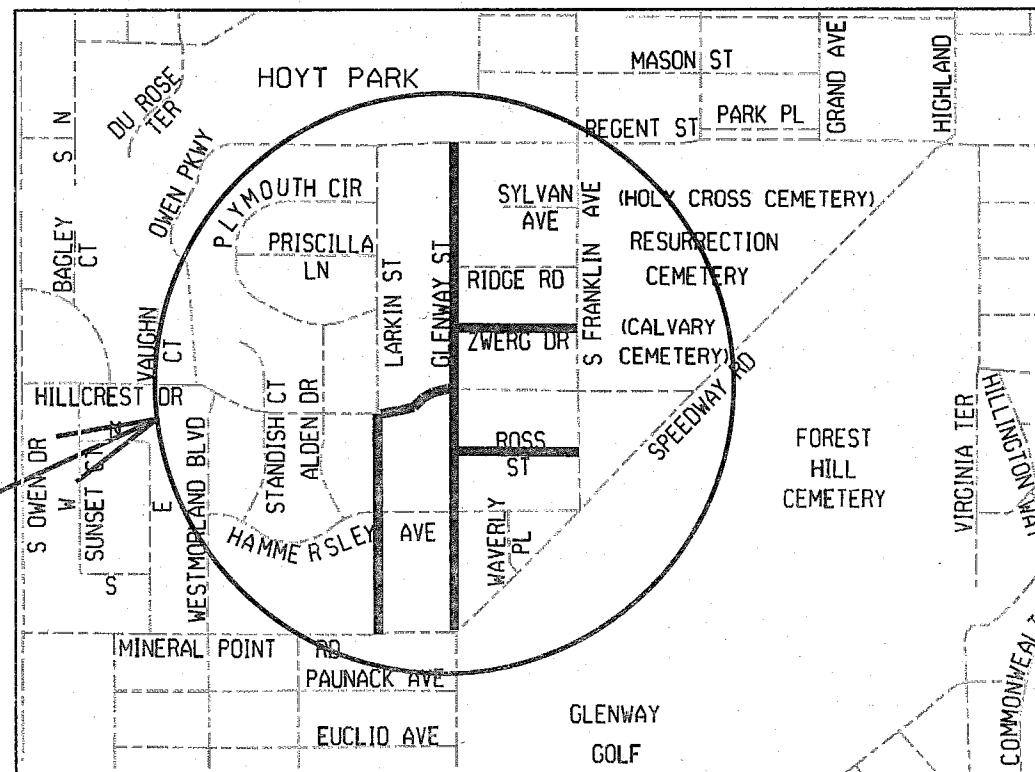 HOYT PARK
MASON ST
GRAND AVE
HIGHLAND
DU ROSE
TER
PARK PL
REGENT ST
S N
OWEN PKWY
PLYMOUTH CIR
SYLVAN
AVE
(HOLY CROSS CEMETERY)
S FRANKLIN AVE
BAGLEY
CT
PRISCILLA
LN
RESURRECTION
CEMETERY
LARKIN ST
GLENWAY ST
RIDGE RD
VAUGHN
CT
ZWERG DR
(CALVARY
CEMETERY)
SPEEDWAY RD
HILLCREST DR
STANDISH CT
ALDEN DR
VIRGINIA TER
HILLINGTON
S OWEN DR
W
SUNSET
E
S
WESTMORLAND BLVD
ROSS
ST
FOREST
HILL
CEMETERY
HAMMERSLEY AVE
WAVERLY
PL
MINERAL POINT RD
PAUNACK AVE
EUCLID AVE
GLENWAY
GOLF
COMMONWEAL